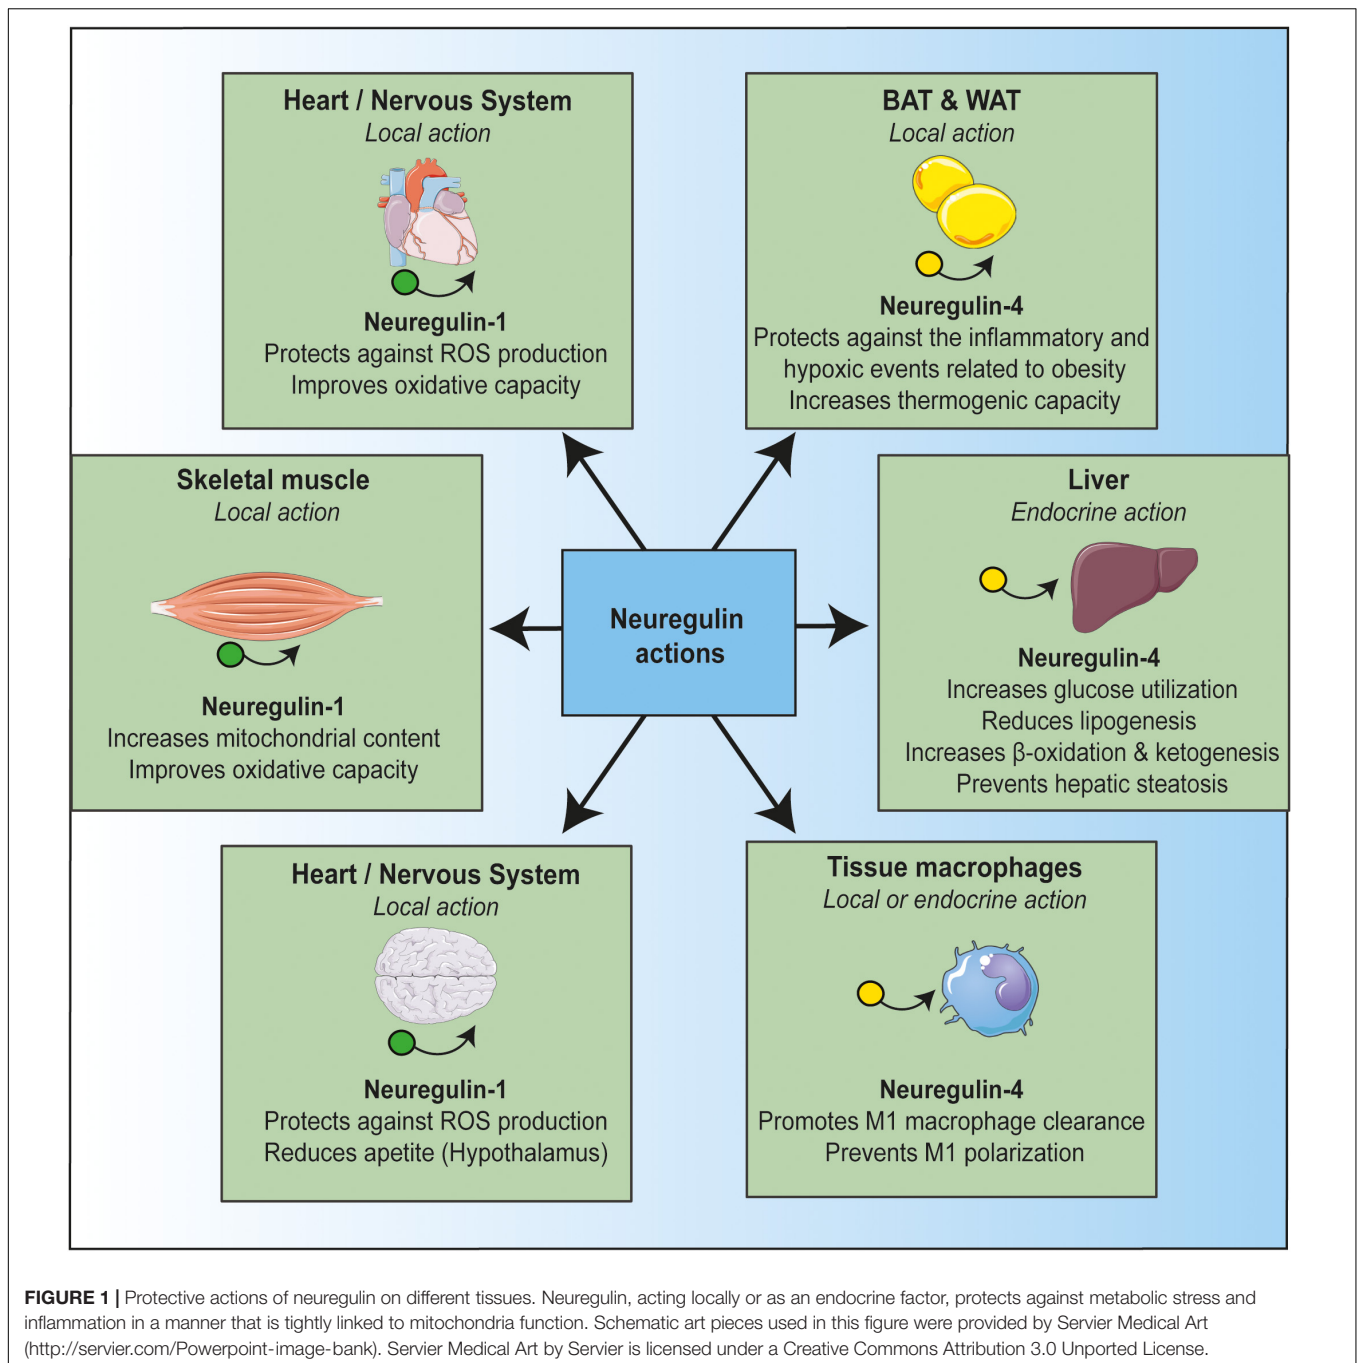 Heart / Nervous System
Local action
Neuregulin-1
Protects against ROS production
Improves oxidative capacity
BAT & WAT
Local action
Neuregulin-4
Protects against the inflammatory and
hypoxic events related to obesity
Increases thermogenic capacity
Skeletal muscle
Local action
Neuregulin-1
Increases mitochondrial content
Improves oxidative capacity
Neuregulin
actions
Liver
Endocrine action
Neuregulin-4
Increases glucose utilization
Reduces lipogenesis
Increases β-oxidation & ketogenesis
Prevents hepatic steatosis
Heart / Nervous System
Local action
Neuregulin-1
Protects against ROS production
Reduces apetite (Hypothalamus)
Tissue macrophages
Local or endocrine action
Neuregulin-4
Promotes M1 macrophage clearance
Prevents M1 polarization
FIGURE 1 | Protective actions of neuregulin on different tissues. Neuregulin, acting locally or as an endocrine factor, protects against metabolic stress and
inflammation in a manner that is tightly linked to mitochondria function. Schematic art pieces used in this figure were provided by Servier Medical Art
(http://servier.com/Powerpoint-image-bank). Servier Medical Art by Servier is licensed under a Creative Commons Attribution 3.0 Unported License.